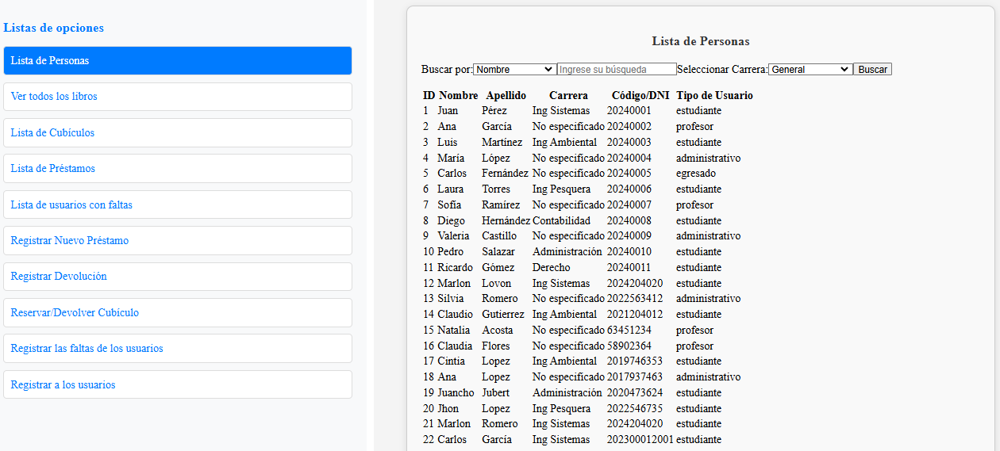 Listas de opciones
Lista de Personas
Ver todos los libros
Lista de Cubículos
Lista de Préstamos
Lista de usuarios con faltas
Registrar Nuevo Préstamo
Registrar Devolución
Reservar/Devolver Cubículo
Registrar las faltas de los usuarios
Registrar a los usuarios
Lista de Personas
Buscar por: Nombre Ingrese su búsqueda Seleccionar Carrera: General Buscar
ID Nombre Apellido Carrera Código/DNI Tipo de Usuario
1 Juan Pérez Ing Sistemas 20240001 estudiante
2 Ana García No especificado 20240002 profesor
3 Luis Martínez Ing Ambiental 20240003 estudiante
4 María López No especificado 20240004 administrativo
5 Carlos Fernández No especificado 20240005 egresado
6 Laura Torres Ing Pesquera 20240006 estudiante
7 Sofía Ramírez No especificado 20240007 profesor
8 Diego Hernández Contabilidad 20240008 estudiante
9 Valeria Castillo No especificado 20240009 administrativo
10 Pedro Salazar Administración 20240010 estudiante
11 Ricardo Gómez Derecho 20240011 estudiante
12 Marlon Lovon Ing Sistemas 2024204020 estudiante
13 Silvia Romero No especificado 2022563412 administrativo
14 Claudio Gutierrez Ing Ambiental 2021204012 estudiante
15 Natalia Acosta No especificado 63451234 profesor
16 Claudia Flores No especificado 58902364 profesor
17 Cintia Lopez Ing Ambiental 2019746353 estudiante
18 Ana Lopez No especificado 2017937463 administrativo
19 Juancho Jubert Administración 2020473624 estudiante
20 Jhon Lopez Ing Pesquera 2022546735 estudiante
21 Marlon Romero Ing Sistemas 2024204020 estudiante
22 Carlos García Ing Sistemas 202300012001 estudiante